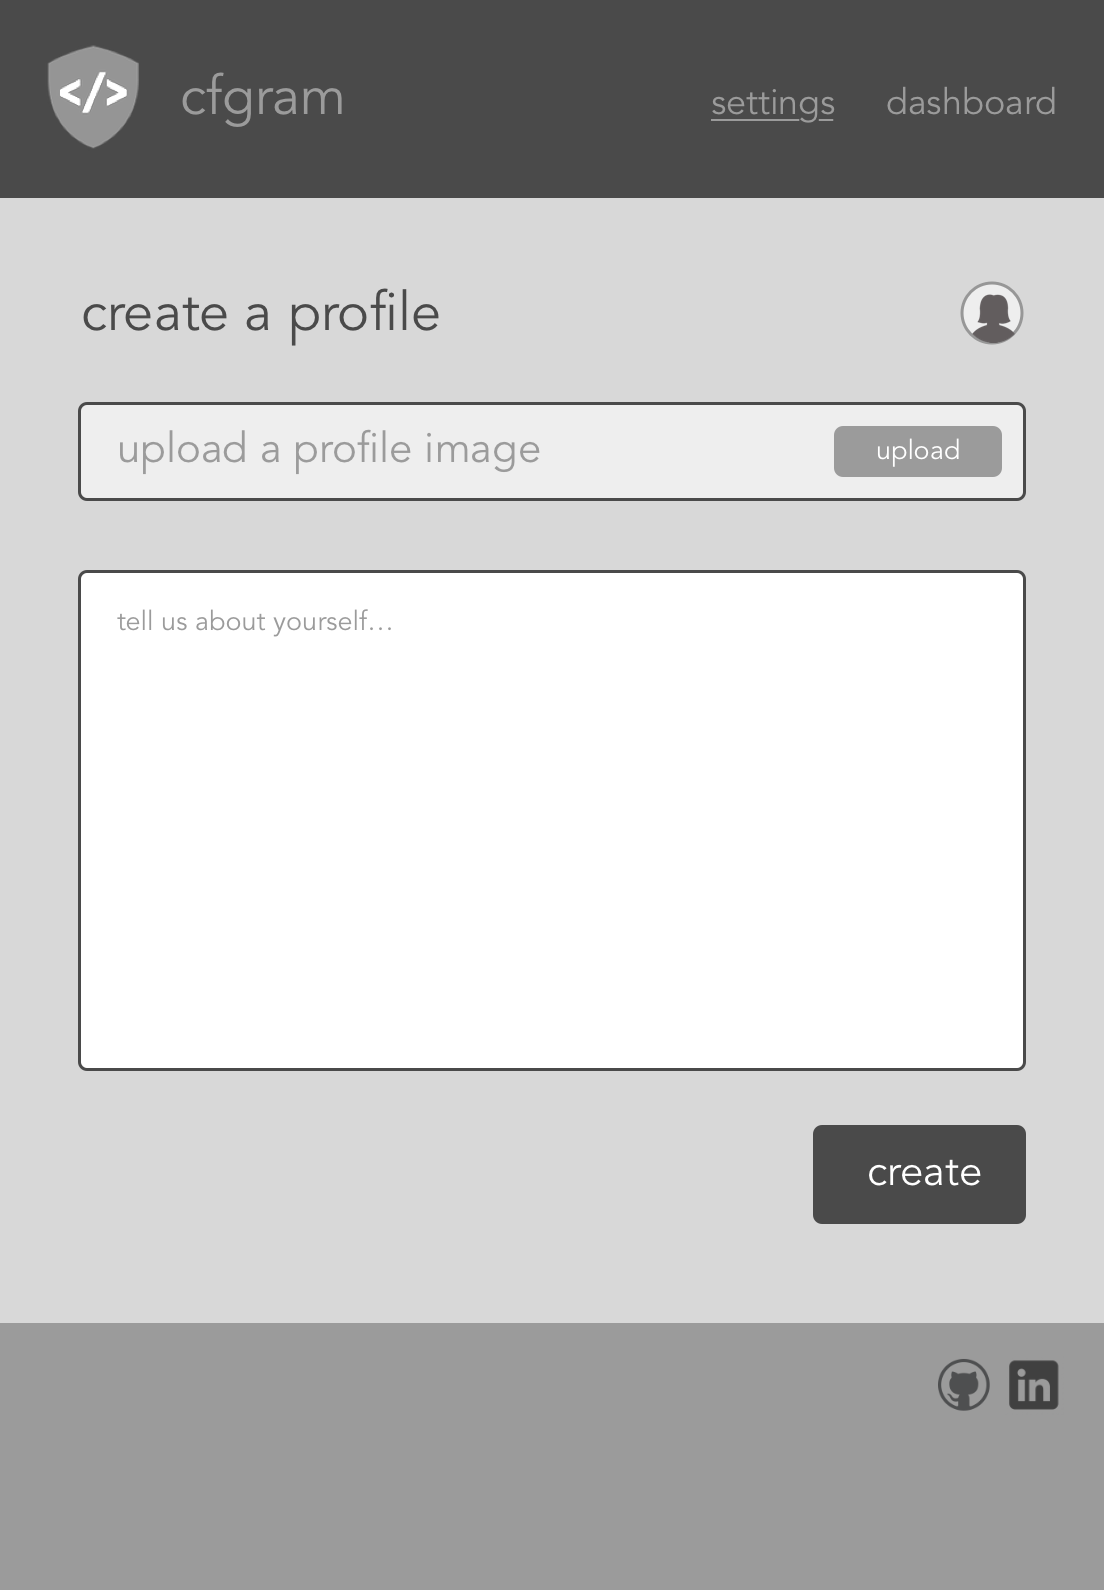 </>
cfgram
settings
dashboard
create a profile
upload a profile image
upload
tell us about yourself...
create
in